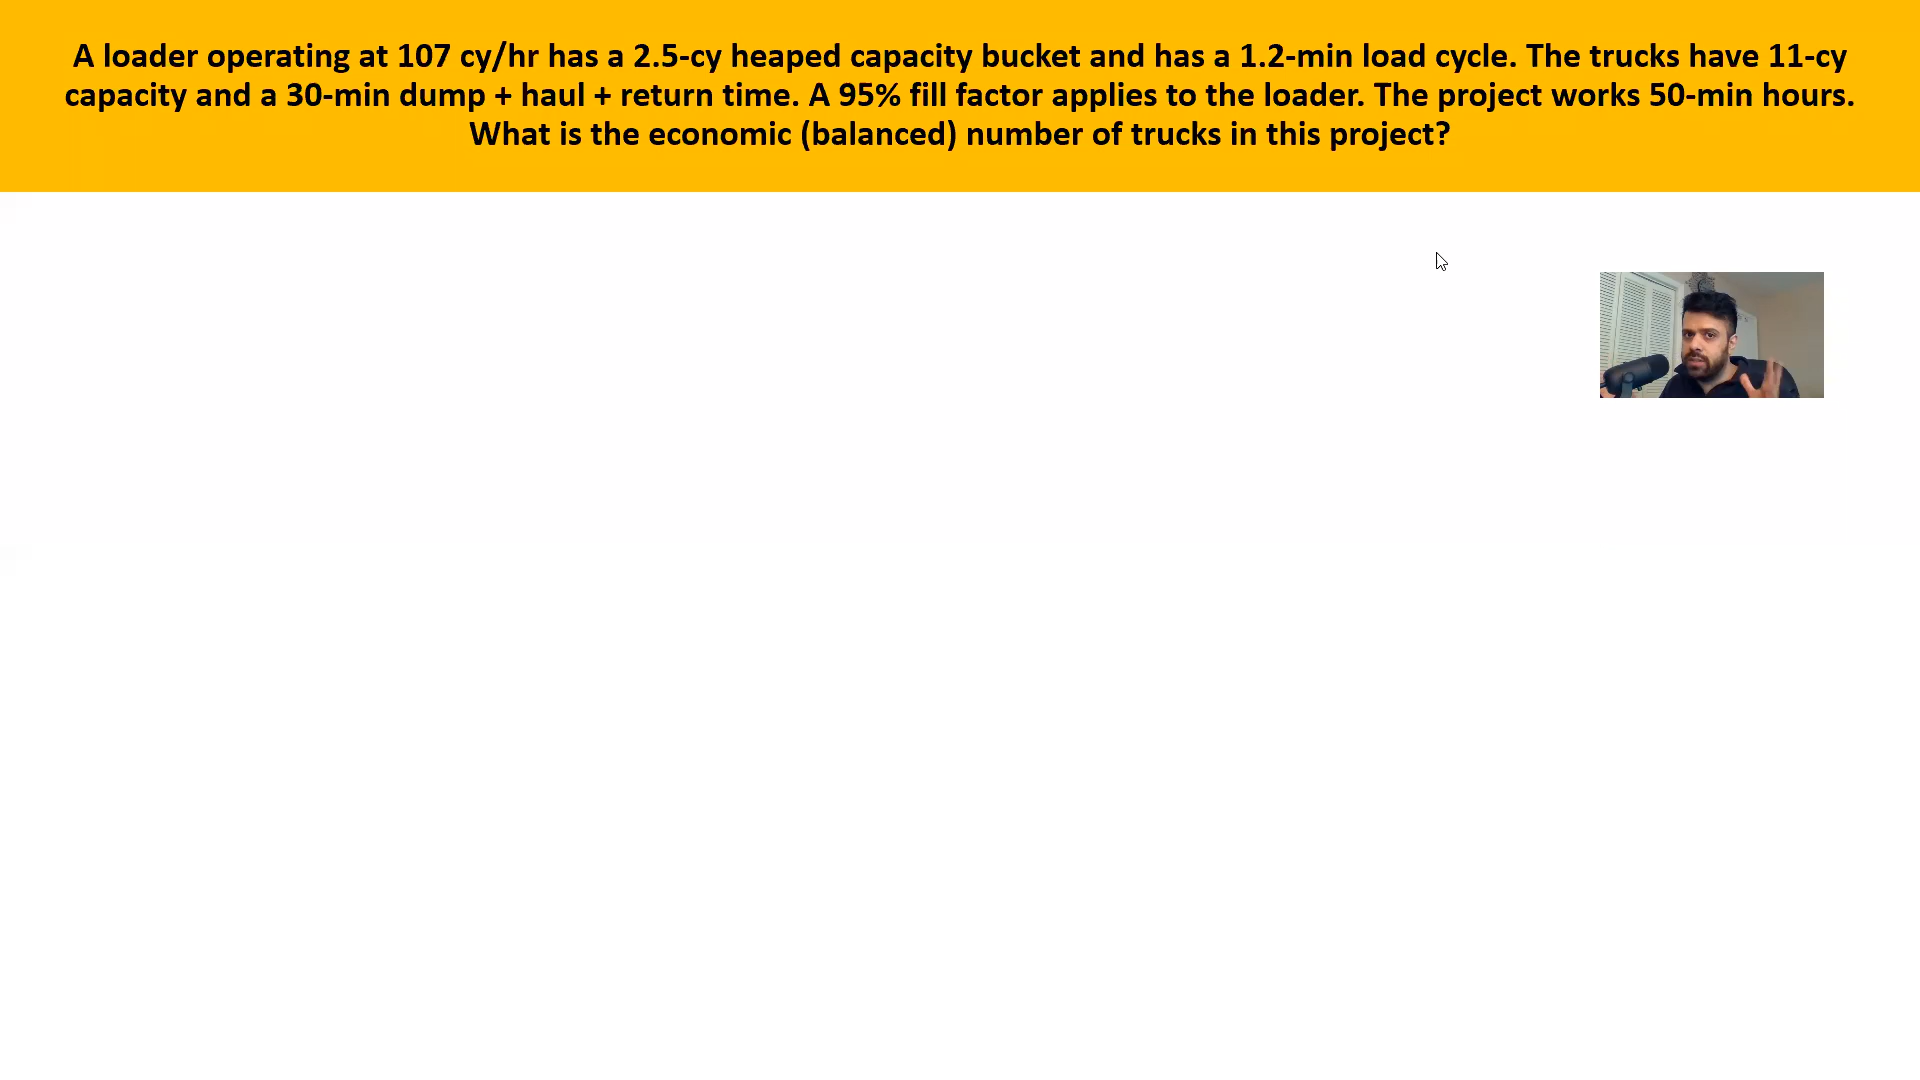 A loader operating at 107 cy/hr has a 2.5-cy heaped capacity bucket and has a 1.2-min load cycle. The trucks have 11-cy
capacity and a 30-min dump + haul + return time. A 95% fill factor applies to the loader. The project works 50-min hours.
What is the economic (balanced) number of trucks in this project?